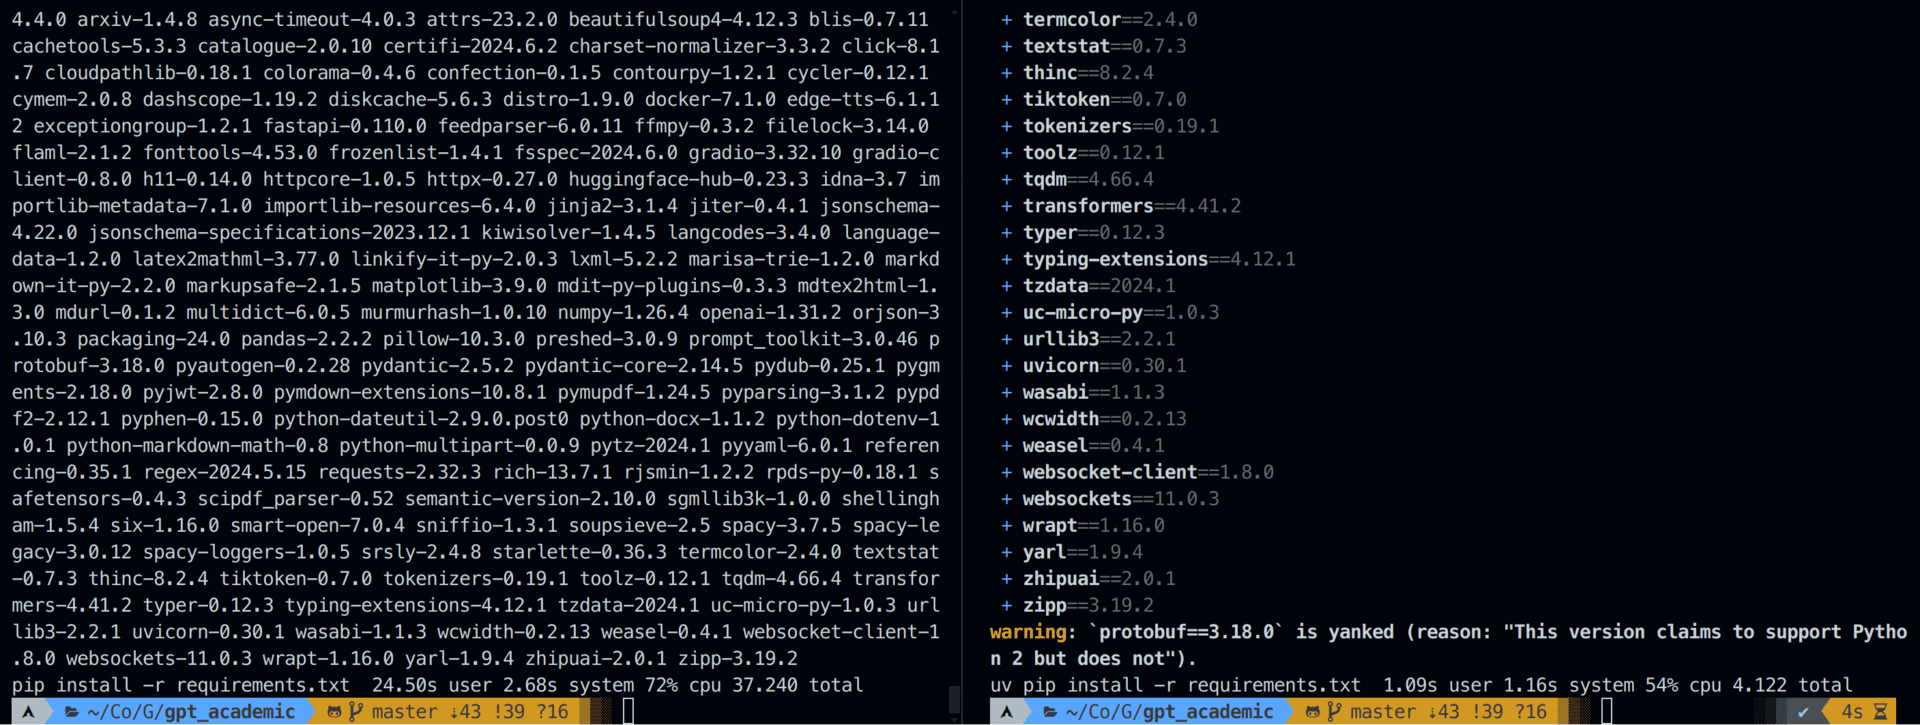 4.4.0 arxiv-1.4.8 async-timeout-4.0.3 attrs-23.2.0 beautifulsoup4-4.12.3 blis-0.7.11
cachetools-5.3.3 catalogue-2.0.10 certifi-2024.6.2 charset-normalizer-3.3.2 click-8.1
.7 cloudpathlib-0.18.1 colorama-0.4.6 confection-0.1.5 contourpy-1.2.1 cycler-0.12.1
cymem-2.0.8 dashscope-1.19.2 diskcache-5.6.3 distro-1.9.0 docker-7.1.0 edge-tts-6.1.1
2 exceptiongroup-1.2.1 fastapi-0.110.0 feedparser-6.0.11 ffmpy-0.3.2 filelock-3.14.0
flaml-2.1.2 fonttools-4.53.0 frozenlist-1.4.1 fsspec-2024.6.0 gradio-3.32.10 gradio-c
lient-0.8.0 h11-0.14.0 httpcore-1.0.5 httpx-0.27.0 huggingface-hub-0.23.3 idna-3.7 im
portlib-metadata-7.1.0 importlib-resources-6.4.0 jinja2-3.1.4 jiter-0.4.1 jsonschema-
4.22.0 jsonschema-specifications-2023.12.1 kiwisolver-1.4.5 langcodes-3.4.0 language-
data-1.2.0 latex2mathml-3.77.0 linkify-it-py-2.0.3 lxml-5.2.2 marisa-trie-1.2.0 markd
own-it-py-2.2.0 markupsafe-2.1.5 matplotlib-3.9.0 mdit-py-plugins-0.3.3 mdtex2html-1.
3.0 mdurl-0.1.2 multidict-6.0.5 murmurhash-1.0.10 numpy-1.26.4 openai-1.31.2 orjson-3
.10.3 packaging-24.0 pandas-2.2.2 pillow-10.3.0 preshed-3.0.9 prompt_toolkit-3.0.46 p
rotobuf-3.18.0 pyautogen-0.2.28 pydantic-2.5.2 pydantic-core-2.14.5 pydub-0.25.1 pygm
ents-2.18.0 pyjwt-2.8.0 pymdown-extensions-10.8.1 pymupdf-1.24.5 pyparsing-3.1.2 pypd
f2-2.12.1 pyphen-0.15.0 python-dateutil-2.9.0.post0 python-docx-1.1.2 python-dotenv-1
.0.1 python-markdown-math-0.8 python-multipart-0.0.9 pytz-2024.1 pyyaml-6.0.1 referen
cing-0.35.1 regex-2024.5.15 requests-2.32.3 rich-13.7.1 rjsmin-1.2.2 rpds-py-0.18.1 s
afetensors-0.4.3 scipdf_parser-0.52 semantic-version-2.10.0 sgmllib3k-1.0.0 shellingh
am-1.5.4 six-1.16.0 smart-open-7.0.4 sniffio-1.3.1 soupsieve-2.5 spacy-3.7.5 spacy-le
gacy-3.0.12 spacy-loggers-1.0.5 srsly-2.4.8 starlette-0.36.3 termcolor-2.4.0 textstat
-0.7.3 thinc-8.2.4 tiktoken-0.7.0 tokenizers-0.19.1 toolz-0.12.1 tqdm-4.66.4 transfor
mers-4.41.2 typer-0.12.3 typing-extensions-4.12.1 tzdata-2024.1 uc-micro-py-1.0.3 url
lib3-2.2.1 uvicorn-0.30.1 wasabi-1.1.3 wcwidth-0.2.13 weasel-0.4.1 websocket-client-1
.8.0 websockets-11.0.3 wrapt-1.16.0 yarl-1.9.4 zhipuai-2.0.1 zipp-3.19.2
pip install -r requirements.txt  24.50s user 2.68s system 72% cpu 37.240 total
~/Co/G/gpt_academic master ⇣43 !39 ?16
+ termcolor==2.4.0
+ textstat==0.7.3
+ thinc==8.2.4
+ tiktoken==0.7.0
+ tokenizers==0.19.1
+ toolz==0.12.1
+ tqdm==4.66.4
+ transformers==4.41.2
+ typer==0.12.3
+ typing-extensions==4.12.1
+ tzdata==2024.1
+ uc-micro-py==1.0.3
+ urllib3==2.2.1
+ uvicorn==0.30.1
+ wasabi==1.1.3
+ wcwidth==0.2.13
+ weasel==0.4.1
+ websocket-client==1.8.0
+ websockets==11.0.3
+ wrapt==1.16.0
+ yarl==1.9.4
+ zhipuai==2.0.1
+ zipp==3.19.2
warning: `protobuf==3.18.0` is yanked (reason: "This version claims to support Pytho
n 2 but does not").
uv pip install -r requirements.txt  1.09s user 1.16s system 54% cpu 4.122 total
~/Co/G/gpt_academic master ⇣43 !39 ?16 ✔ 4s